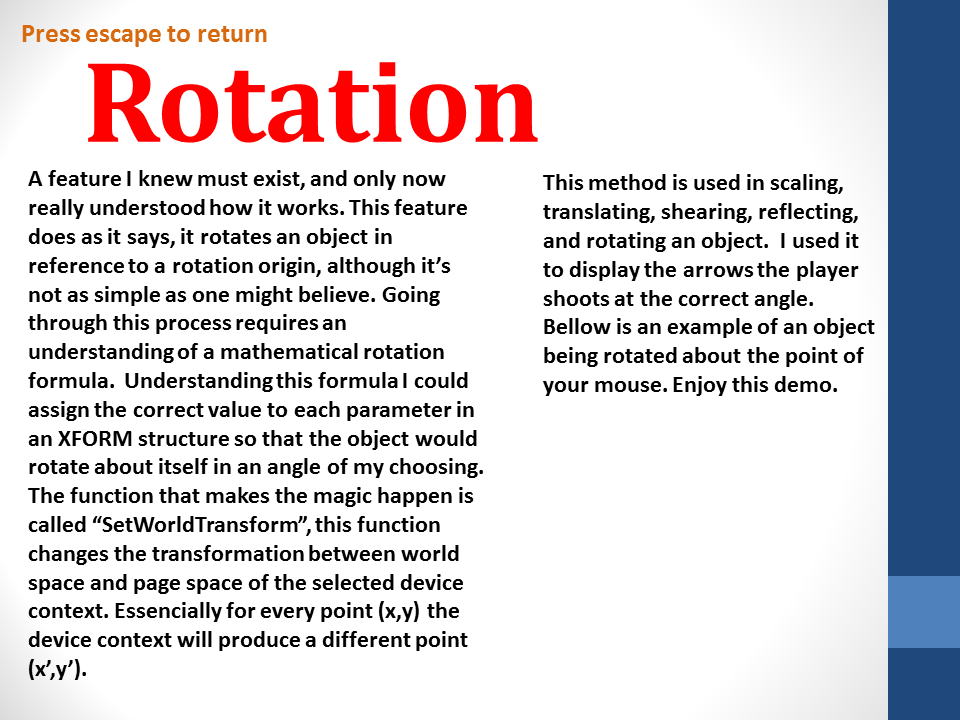 Press escape to return
Rotation
A feature I knew must exist, and only now
really understood how it works. This feature
does as it says, it rotates an object in
reference to a rotation origin, although it’s
not as simple as one might believe. Going
through this process requires an
understanding of a mathematical rotation
formula.  Understanding this formula I could
assign the correct value to each parameter in
an XFORM structure so that the object would
rotate about itself in an angle of my choosing.
The function that makes the magic happen is
called “SetWorldTransform”, this function
changes the transformation between world
space and page space of the selected device
context. Essencially for every point (x,y) the
device context will produce a different point
(x’,y’).
This method is used in scaling,
translating, shearing, reflecting,
and rotating an object.  I used it
to display the arrows the player
shoots at the correct angle.
Bellow is an example of an object
being rotated about the point of
your mouse. Enjoy this demo.